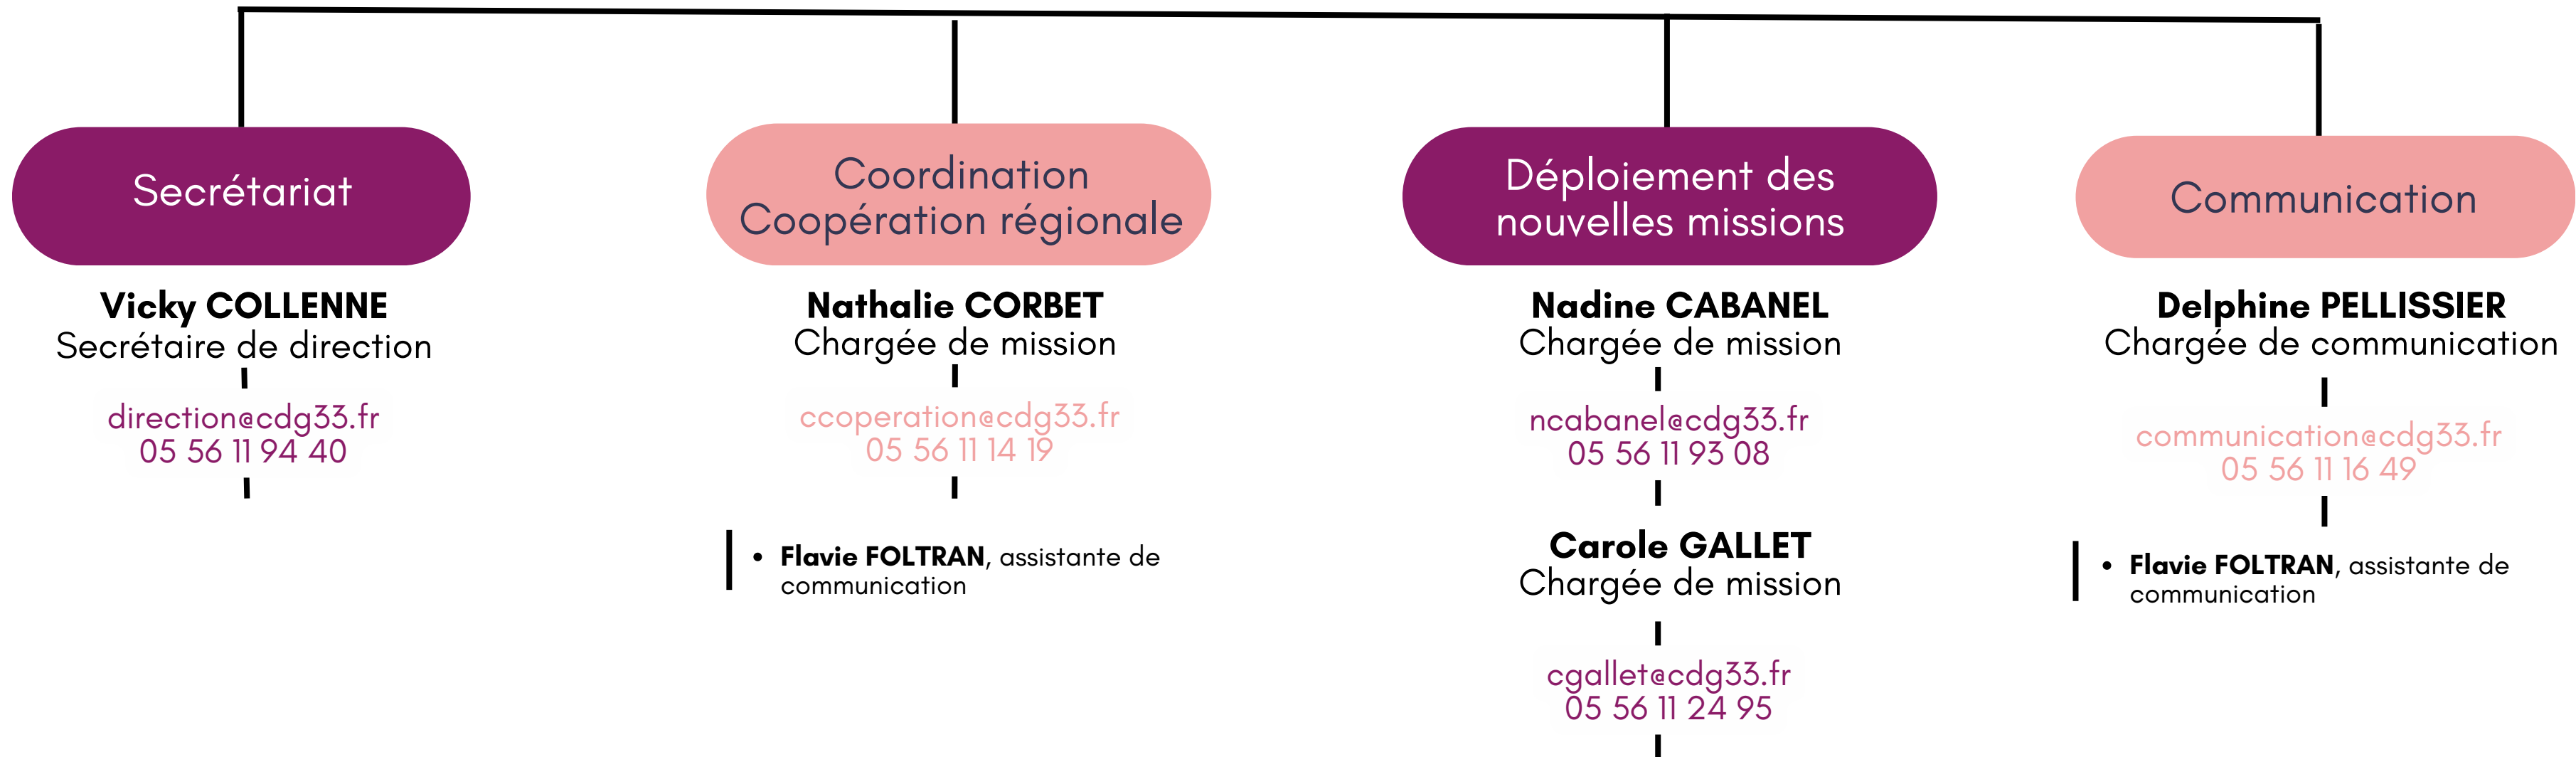 Secrétariat
Vicky COLLENNE
Secrétaire de direction
direction@cdg33.fr
05 56 11 94 40
Coordination
Coopération régionale
Nathalie CORBET
Chargée de mission
ccoperation@cdg33.fr
05 56 11 14 19
• Flavie FOLTRAN, assistante de
communication
Déploiement des
nouvelles missions
Nadine CABANEL
Chargée de mission
ncabanel@cdg33.fr
05 56 11 93 08
Carole GALLET
Chargée de mission
cgallet@cdg33.fr
05 56 11 24 95
Communication
Delphine PELLISSIER
Chargée de communication
communication@cdg33.fr
05 56 11 16 49
• Flavie FOLTRAN, assistante de
communication